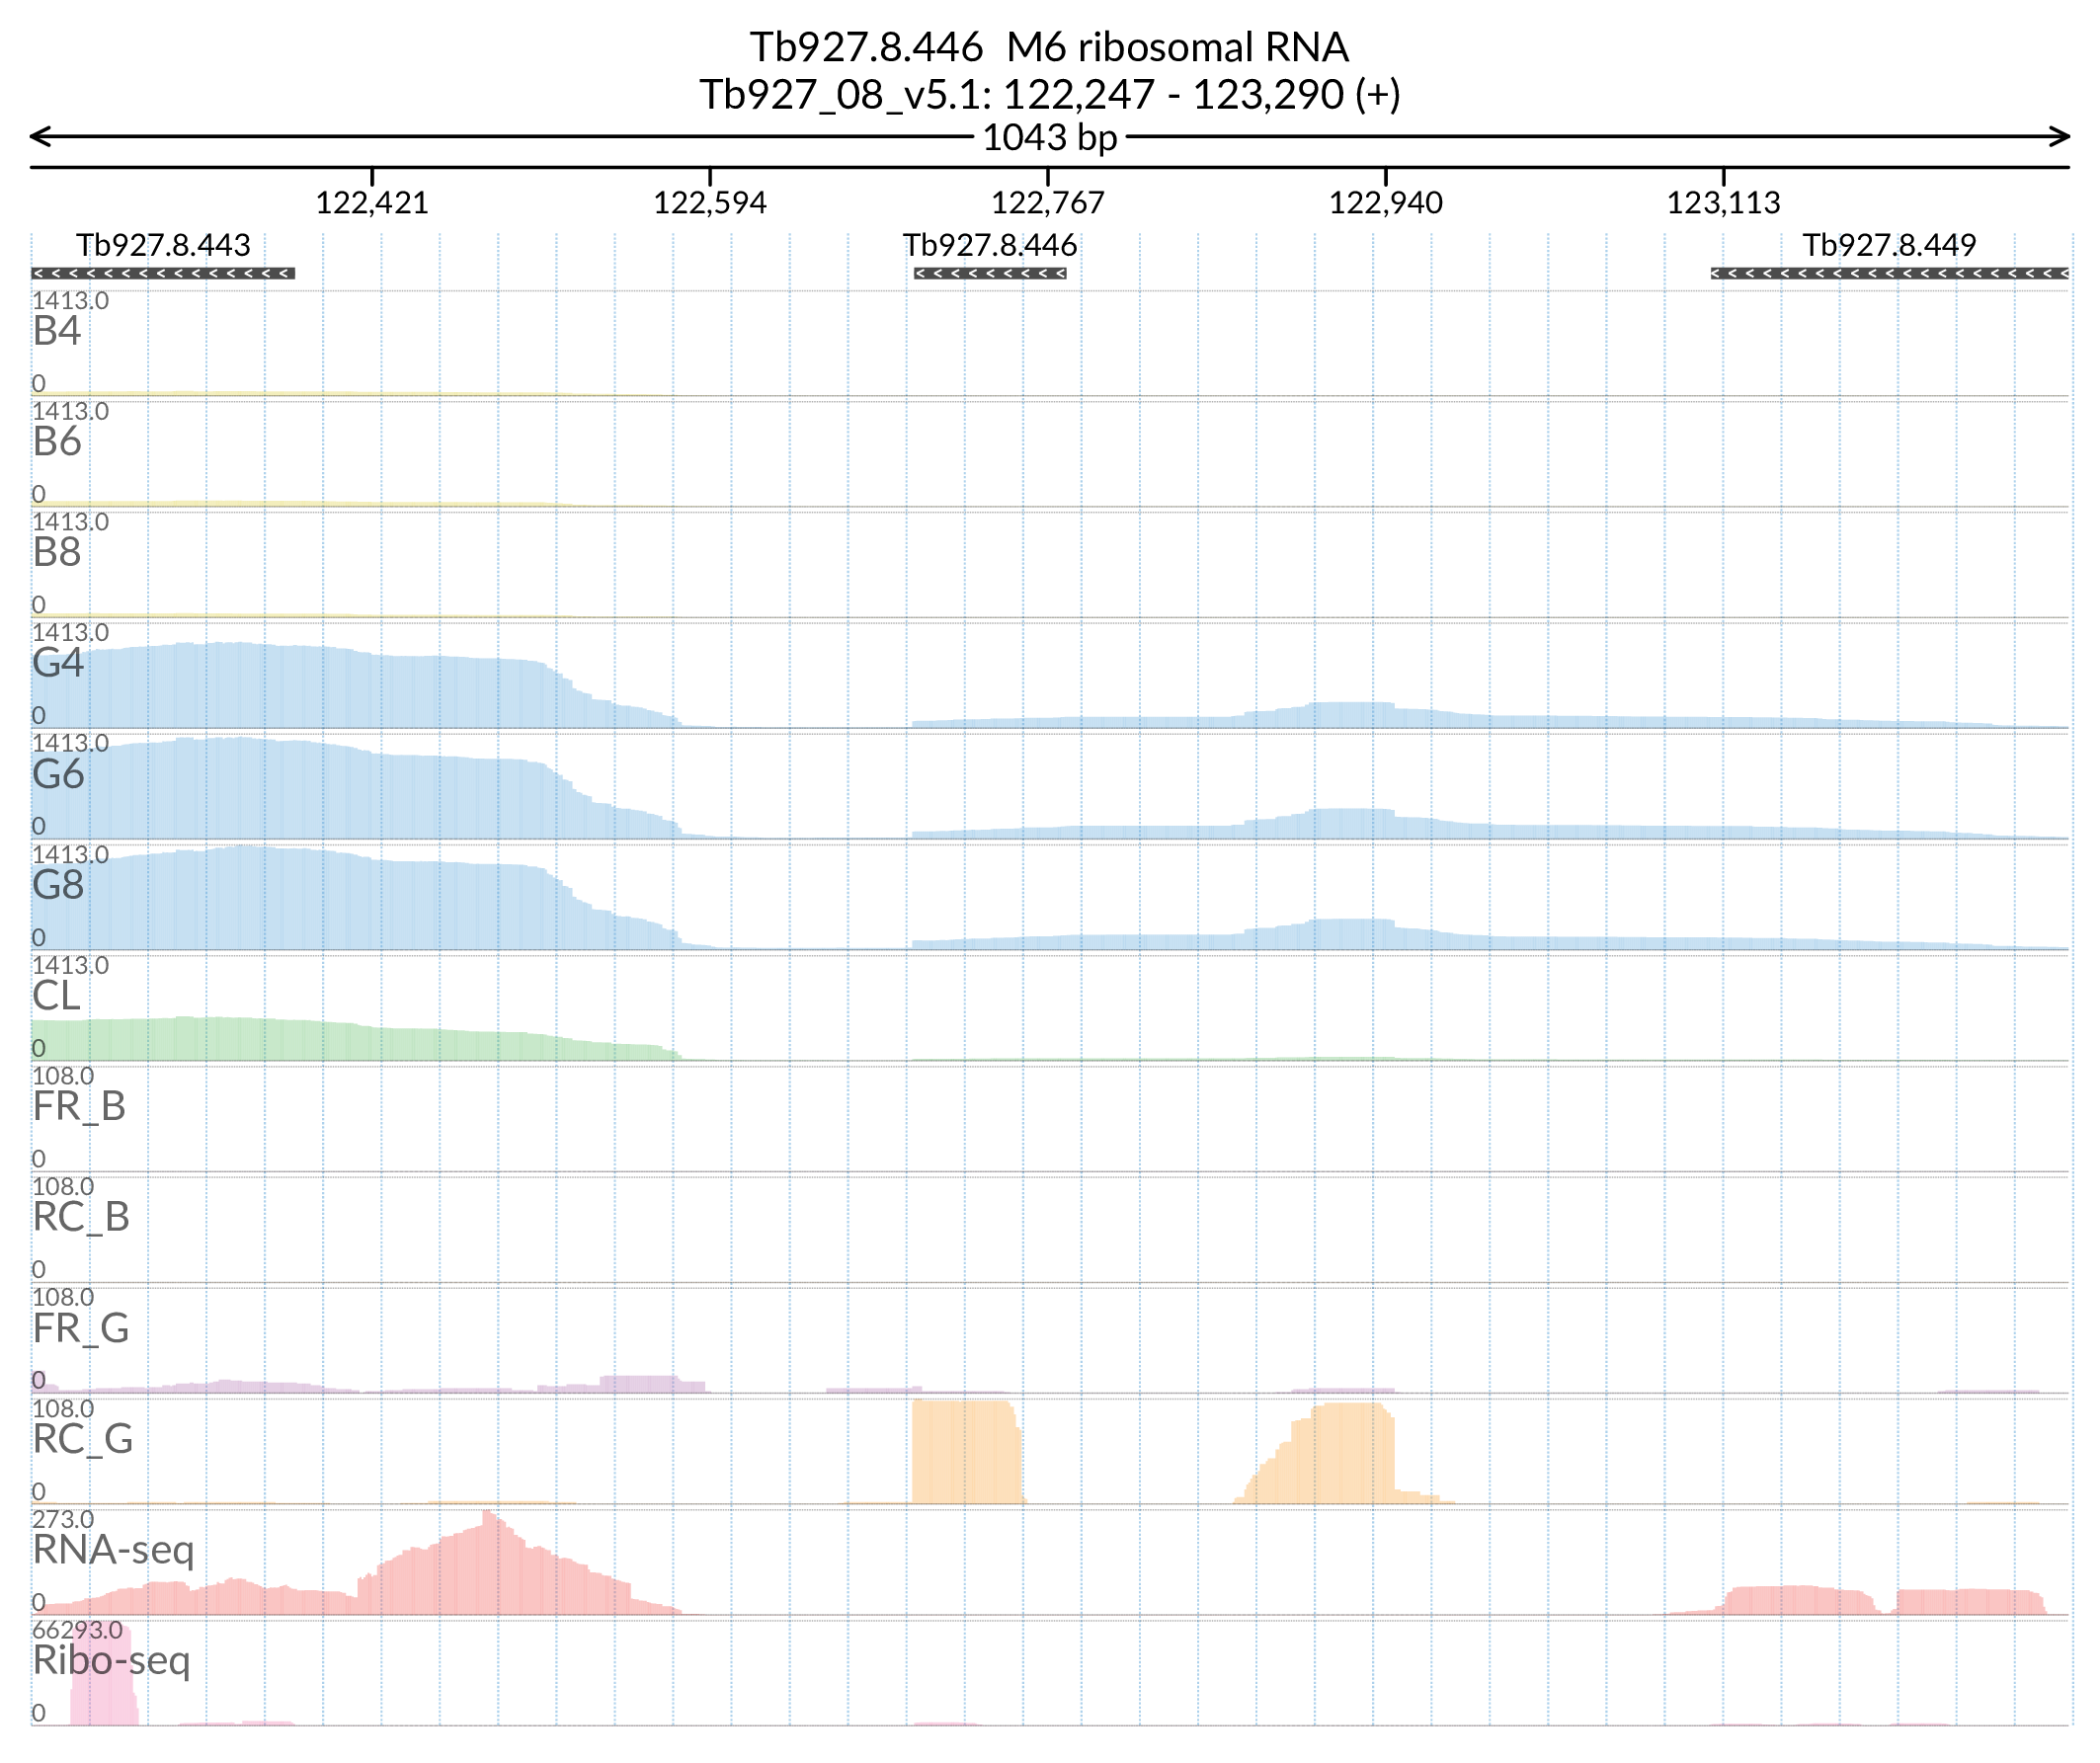 Tb927.8.446  M6 ribosomal RNA
Tb927_08_v5.1: 122,247 - 123,290 (+)
1043 bp
122,421 122,594 122,767 122,940 123,113
Tb927.8.443 Tb927.8.446 Tb927.8.449
1413.0
B4
0
1413.0
B6
0
1413.0
B8
0
1413.0
G4
0
1413.0
G6
0
1413.0
G8
0
1413.0
CL
0
108.0
FR_B
0
108.0
RC_B
0
108.0
FR_G
0
108.0
RC_G
0
273.0
RNA-seq
0
66293.0
Ribo-seq
0